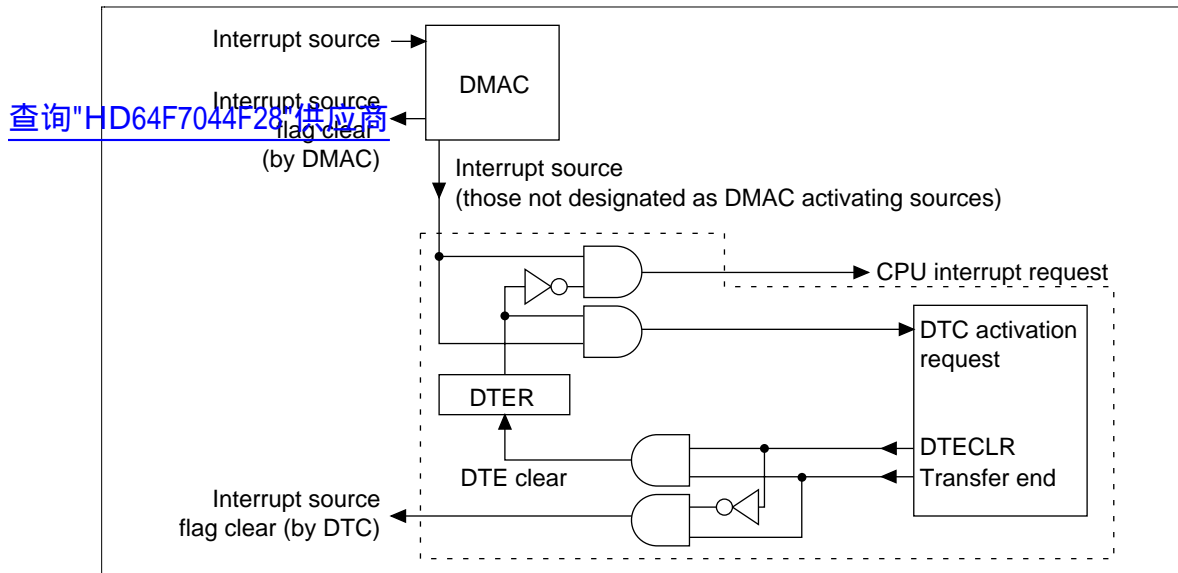 Interrupt source
DMAC
Interrupt source
flag clear
(by DMAC)
查询"HD64F7044F28"供应商
Interrupt source
(those not designated as DMAC activating sources)
CPU interrupt request
DTC activation
request
DTER
DTECLR
DTE clear
Transfer end
Interrupt source
flag clear (by DTC)